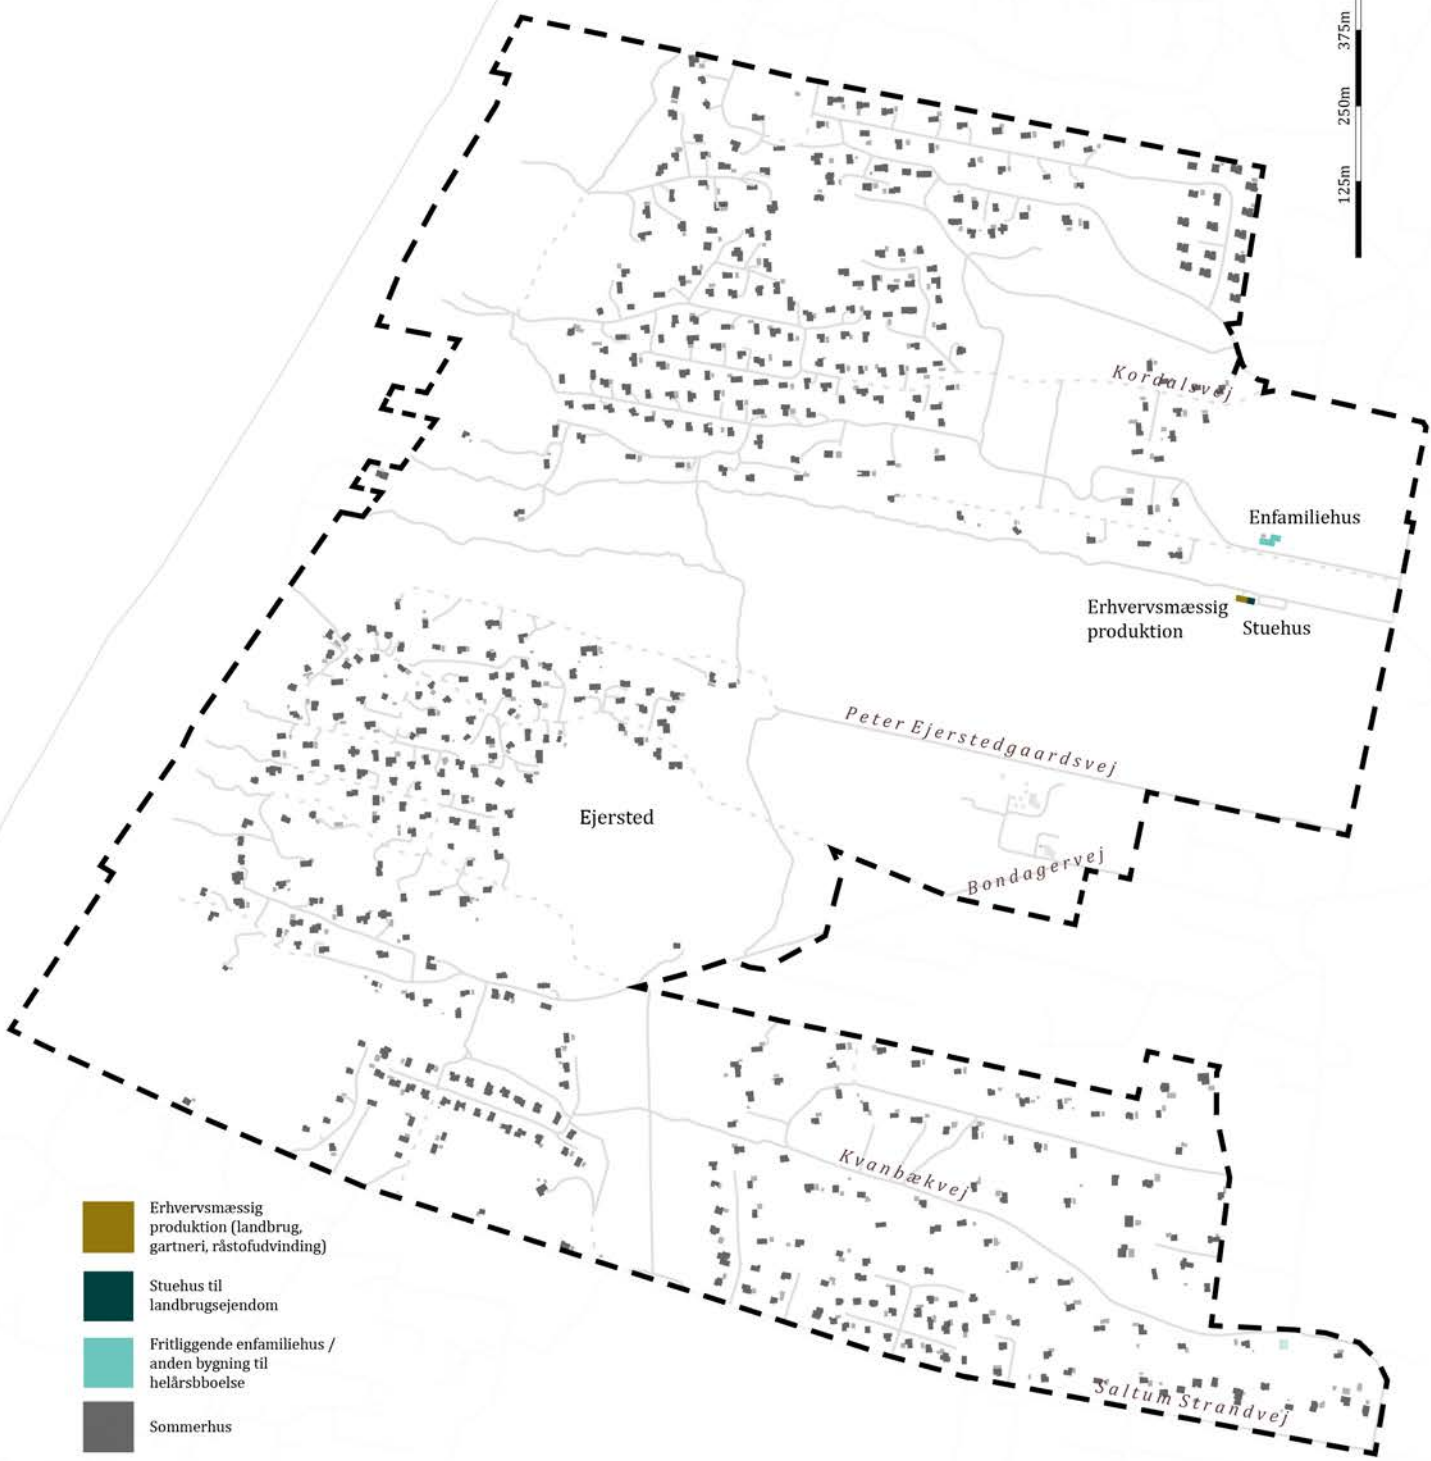 375m
250m
125m
Kordalsvej
Enfamiliehus
Erhvervsmæssig
produktion
Stuehus
Peter Ejerstedgaardsvej
Ejersted
Bondagervej
Kvanbækvej
Saltum Strandvej
Erhvervsmæssig
produktion (landbrug,
gartneri, råstofudvinding)
Stuehus til
landbrugsejendom
Fritliggende enfamiliehus /
anden bygning til
helårsbboelse
Sommerhus